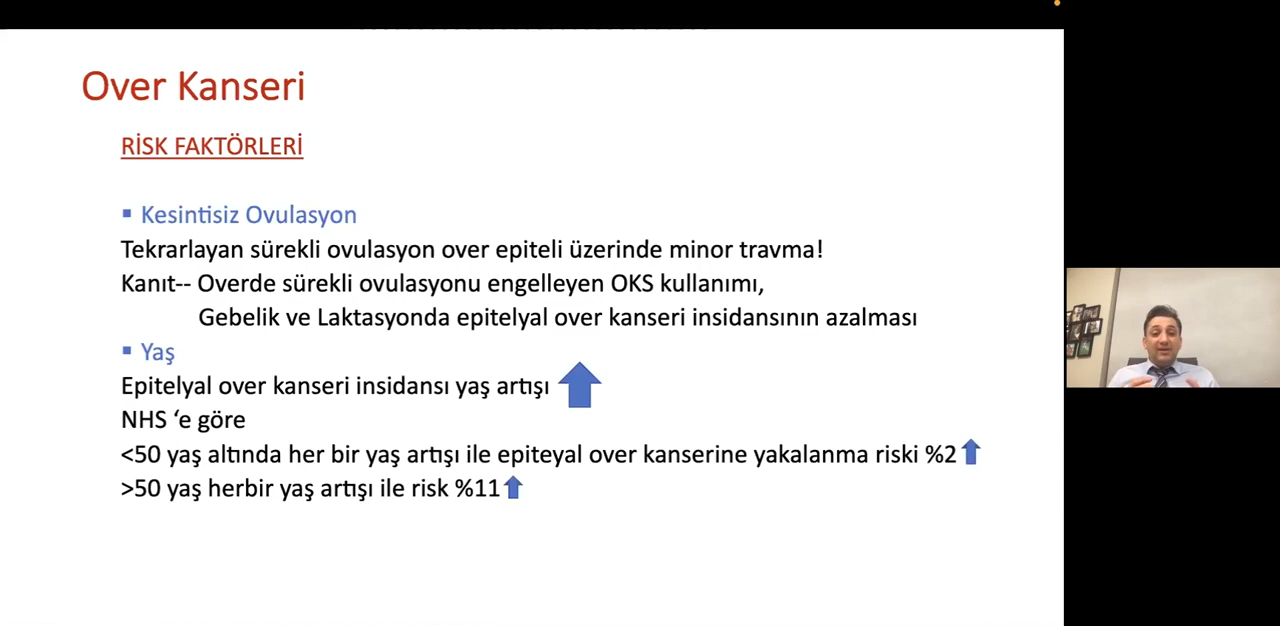 Over Kanseri
RİSK FAKTÖRLERİ
▪ Kesintisiz Ovulasyon
Tekrarlayan sürekli ovulasyon over epiteli üzerinde minor travma!
Kanıt-- Overde sürekli ovulasyonu engelleyen OKS kullanımı,
Gebelik ve Laktasyonda epitelyal over kanseri insidansının azalması
▪ Yaş
Epitelyal over kanseri insidansı yaş artışı
NHS ‘e göre
<50 yaş altında her bir yaş artışı ile epiteyal over kanserine yakalanma riski %2
>50 yaş herbir yaş artışı ile risk %11